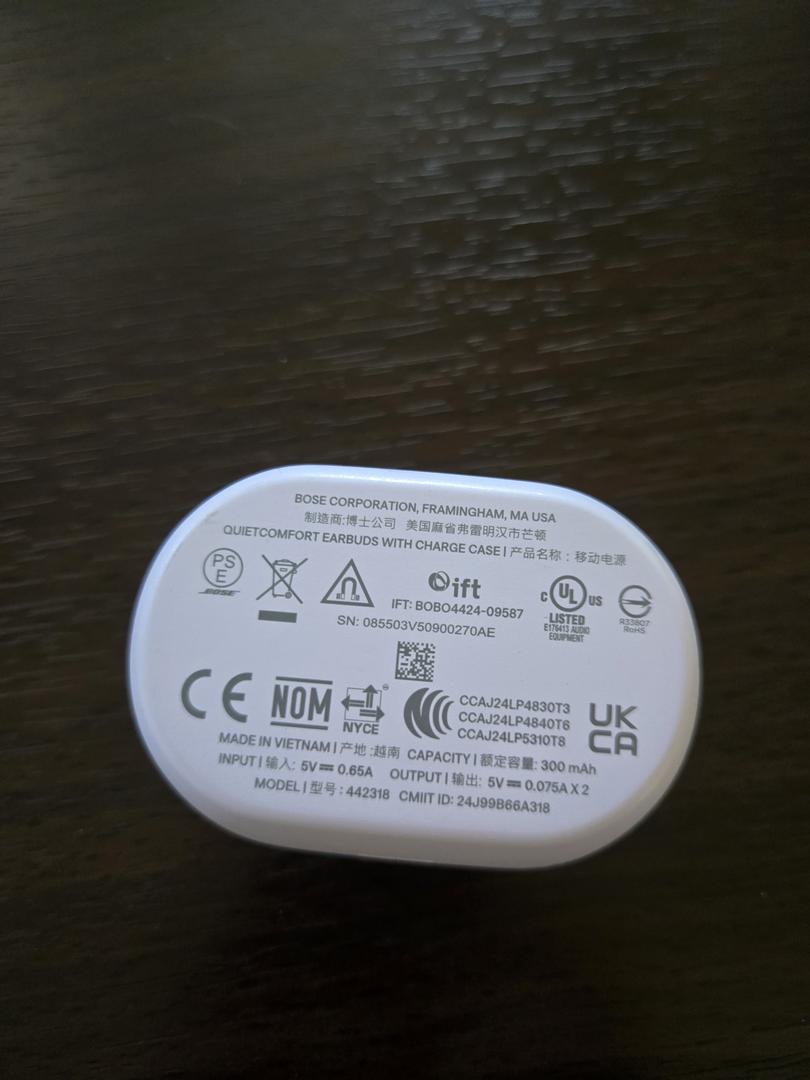 BOSE CORPORATION, FRAMINGHAM, MA USA
制造商:博士公司 美国麻省弗雷明汉市芒顿
QUIETCOMFORT EARBUDS WITH CHARGE CASE | 产品名称：移动电源
PS
E
BOSE
ift
IFT: BOBO4424-09587
C UL US
LISTED
E176413 AUDIO
EQUIPMENT
R33807
RoHS
SN: 085503V50900270AE
CE
NOM
NYCE
CCAJ24LP4830T3
CCAJ24LP4840T6
CCAJ24LP5310T8
UK
CA
MADE IN VIETNAM | 产地 :越南 CAPACITY | 额定容量: 300 mAh
INPUT | 输入: 5V⎓ 0.65A OUTPUT | 输出: 5V⎓ 0.075A X 2
MODEL | 型号 : 442318 CMIIT ID: 24J99B66A318